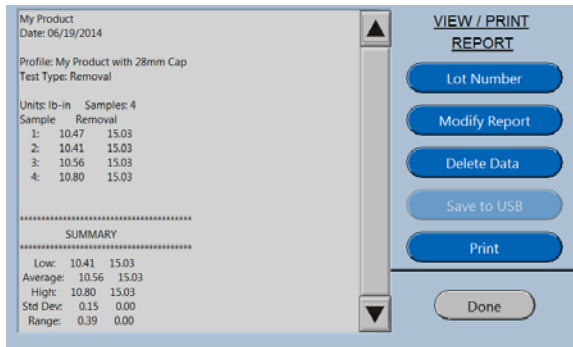 My Product
Date: 06/19/2014
Profile: My Product with 28mm Cap
Test Type: Removal
Units: lb-in Samples: 4
Sample Removal
1: 10.47 15.03
2: 10.41 15.03
3: 10.56 15.03
4: 10.80 15.03
******************************************
SUMMARY
******************************************
Low: 10.41 15.03
Average: 10.56 15.03
High: 10.80 15.03
Std Dev: 0.15 0.00
Range: 0.39 0.00
VIEW / PRINT
REPORT
Lot Number
Modify Report
Delete Data
Save to USB
Print
Done